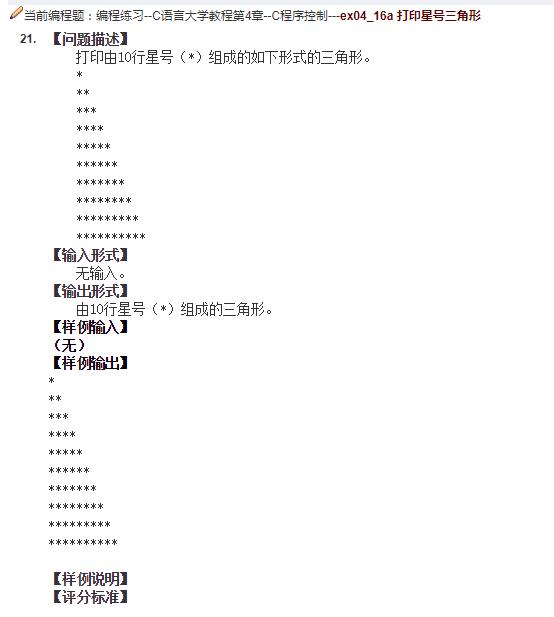 当前编程题：编程练习--C语言大学教程第4章--C程序控制---ex04_16a 打印星号三角形
21. 【问题描述】
打印由10行星号（*）组成的如下形式的三角形。
*
**
***
****
*****
******
*******
********
*********
**********
【输入形式】
无输入。
【输出形式】
由10行星号（*）组成的三角形。
【样例输入】
（无）
【样例输出】
*
**
***
****
*****
******
*******
********
*********
**********
【样例说明】
【评分标准】